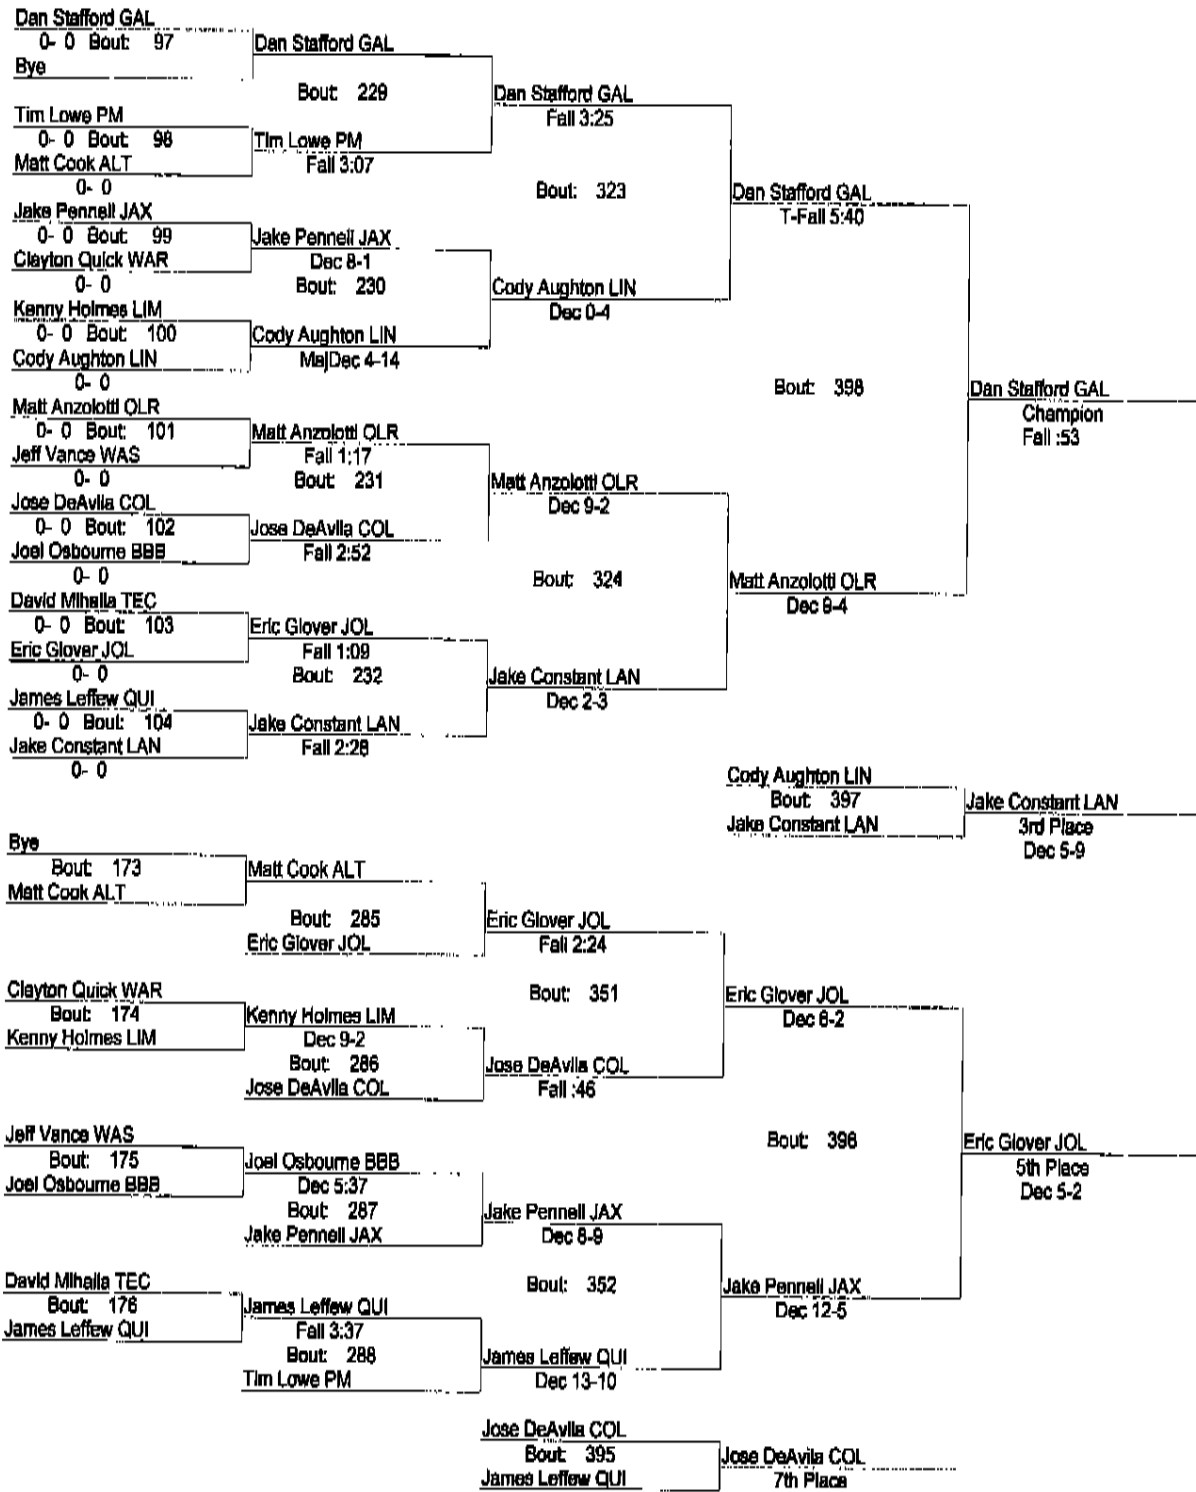 Dan Stafford GAL
0- 0 Bout: 97
Bye
Dan Stafford GAL
Bout: 229
Tim Lowe PM
0- 0 Bout: 98
Matt Cook ALT
0- 0
Tim Lowe PM
Fall 3:07
Dan Stafford GAL
Fall 3:25
Bout: 323
Jake Pennell JAX
0- 0 Bout: 99
Clayton Quick WAR
0- 0
Jake Pennell JAX
Dec 8-1
Bout: 230
Kenny Holmes LIM
0- 0 Bout: 100
Cody Aughton LIN
0- 0
Cody Aughton LIN
MajDec 4-14
Cody Aughton LIN
Dec 0-4
Dan Stafford GAL
T-Fall 5:40
Bout: 398
Matt Anzolotti OLR
0- 0 Bout: 101
Jeff Vance WAS
0- 0
Matt Anzolotti OLR
Fall 1:17
Bout: 231
Jose DeAvila COL
0- 0 Bout: 102
Joel Osbourne BBB
0- 0
Jose DeAvila COL
Fall 2:52
Matt Anzolotti OLR
Dec 9-2
Bout: 324
David Mihalla TEC
0- 0 Bout: 103
Eric Glover JOL
0- 0
Eric Glover JOL
Fall 1:09
Bout: 232
James Leffew QUI
0- 0 Bout: 104
Jake Constant LAN
0- 0
Jake Constant LAN
Fall 2:28
Jake Constant LAN
Dec 2-3
Matt Anzolotti OLR
Dec 9-4
Dan Stafford GAL
Champion
Fall :53
Cody Aughton LIN
Bout: 397
Jake Constant LAN
Jake Constant LAN
3rd Place
Dec 5-9
Bye
Bout: 173
Matt Cook ALT
Matt Cook ALT
Bout: 285
Eric Glover JOL
Eric Glover JOL
Fall 2:24
Bout: 351
Clayton Quick WAR
Bout: 174
Kenny Holmes LIM
Kenny Holmes LIM
Dec 9-2
Bout: 286
Jose DeAvila COL
Jose DeAvila COL
Fall :46
Eric Glover JOL
Dec 6-2
Bout: 396
Jeff Vance WAS
Bout: 175
Joel Osbourne BBB
Joel Osbourne BBB
Dec 5:37
Bout: 287
Jake Pennell JAX
Jake Pennell JAX
Dec 8-9
Bout: 352
David Mihalla TEC
Bout: 176
James Leffew QUI
James Leffew QUI
Fall 3:37
Bout: 288
Tim Lowe PM
James Leffew QUI
Dec 13-10
Jake Pennell JAX
Dec 12-5
Eric Glover JOL
5th Place
Dec 5-2
Jose DeAvila COL
Bout: 395
James Leffew QUI
Jose DeAvila COL
7th Place